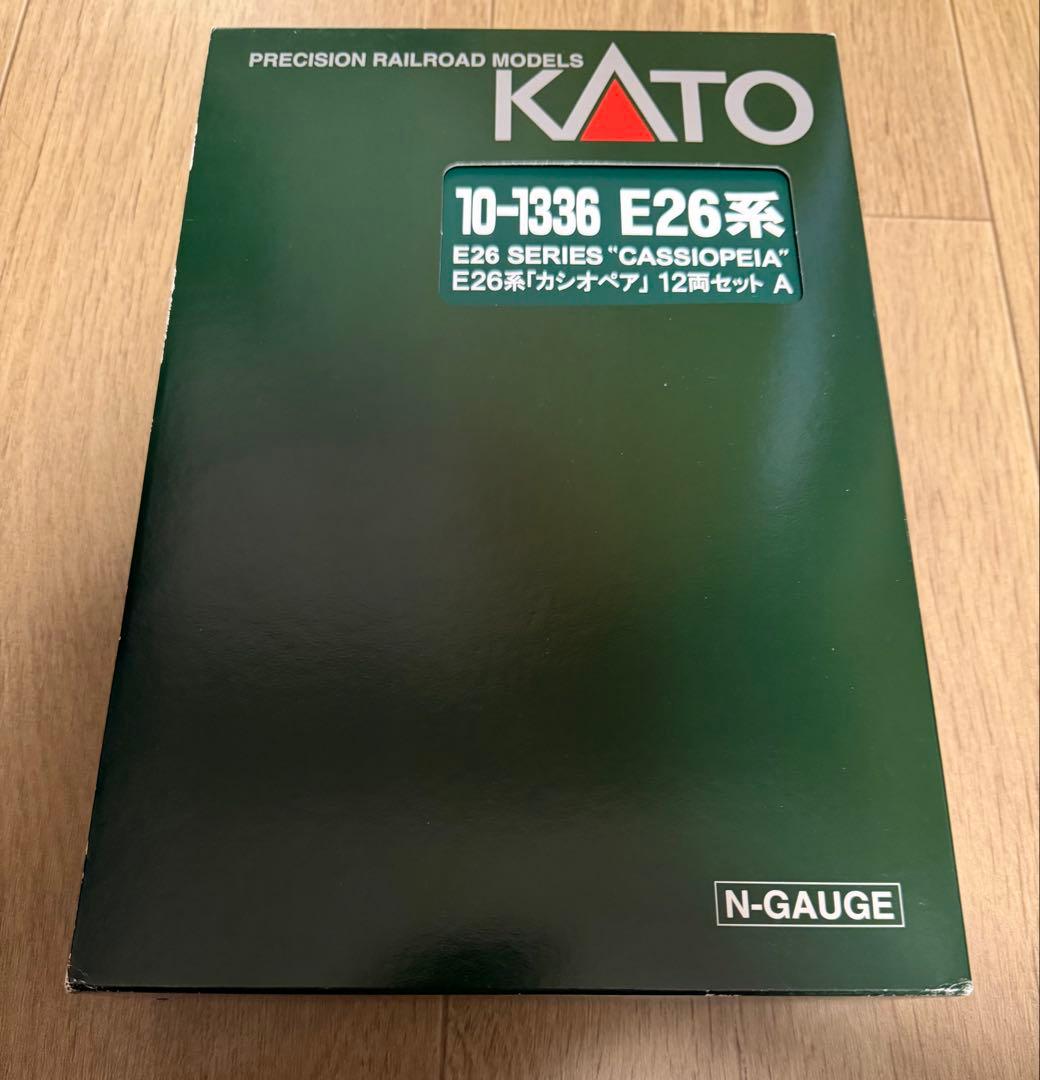 PRECISION RAILROAD MODELS
KATO
10-1336 E26系
E26 SERIES "CASSIOPEIA"
E26系「カシオペア」 12両セット A
N-GAUGE